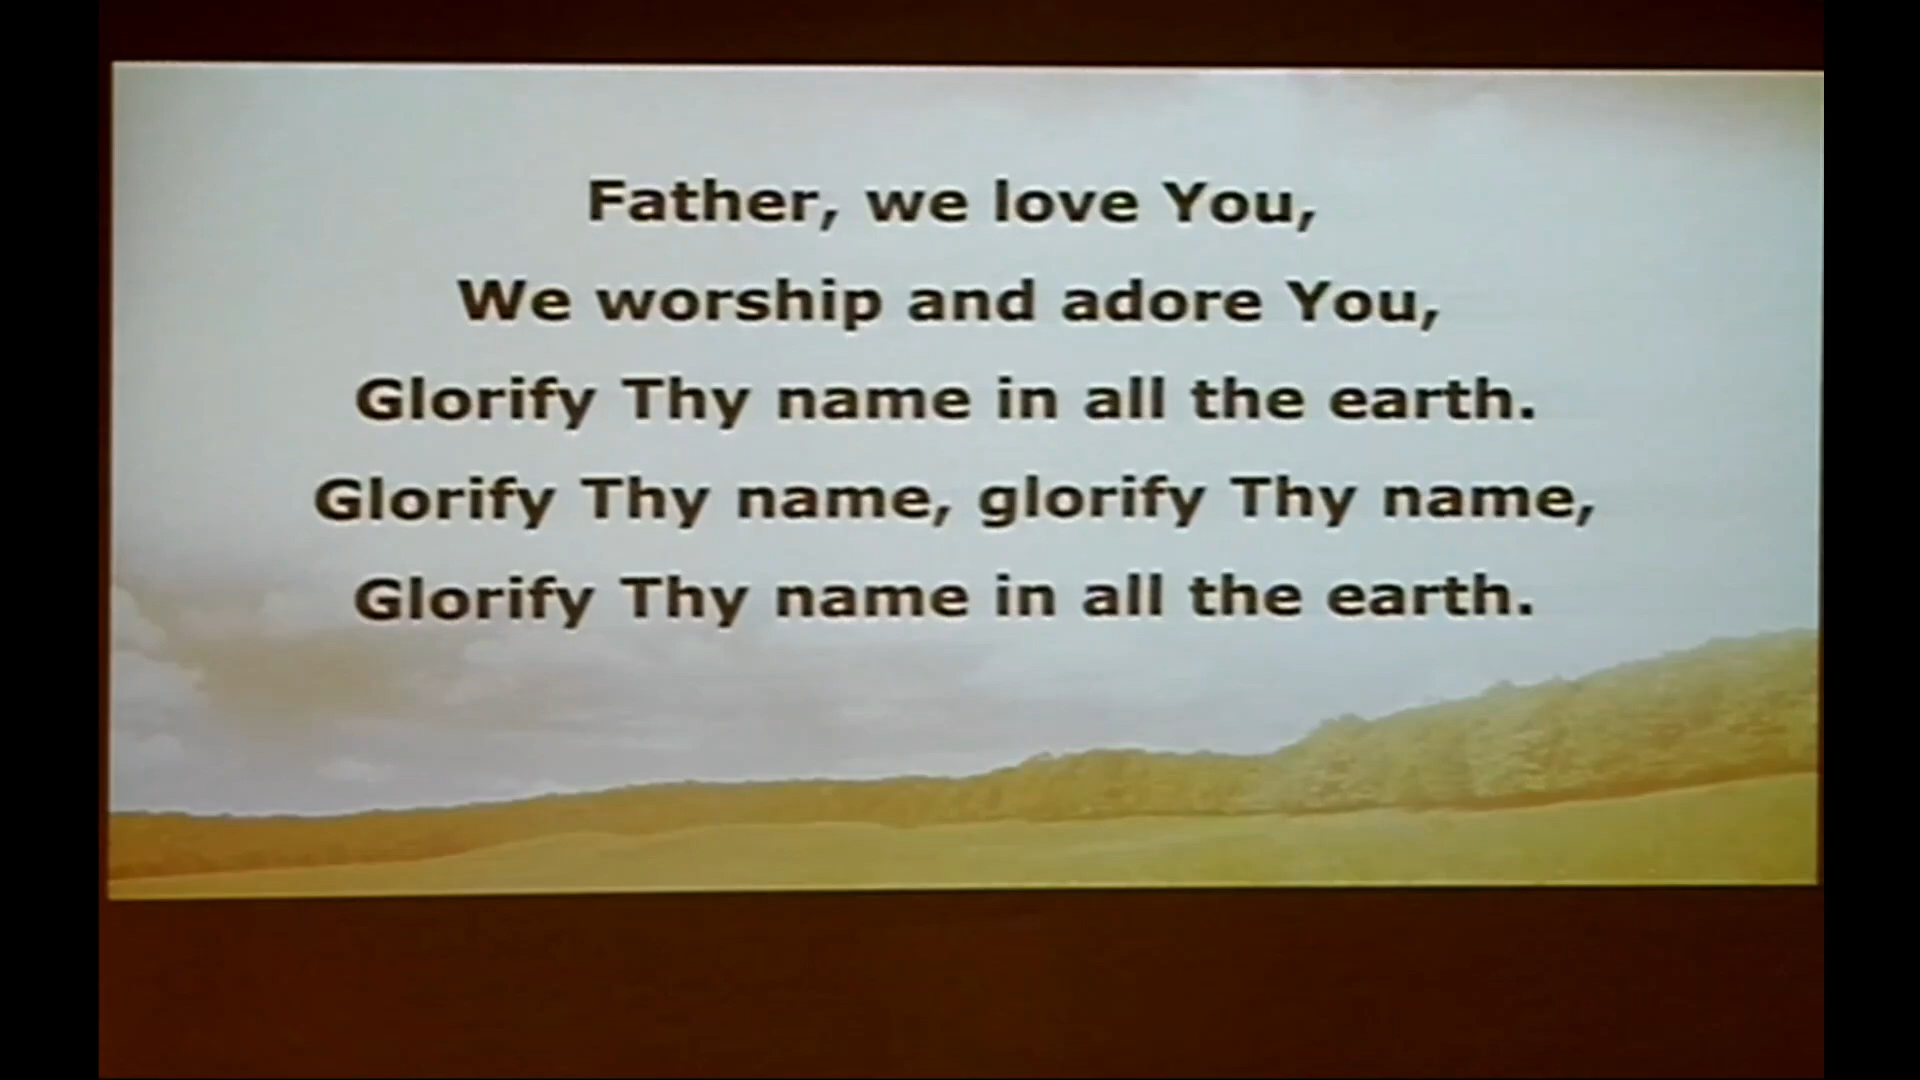 Father, we love You,
We worship and adore You,
Glorify Thy name in all the earth.
Glorify Thy name, glorify Thy name,
Glorify Thy name in all the earth.